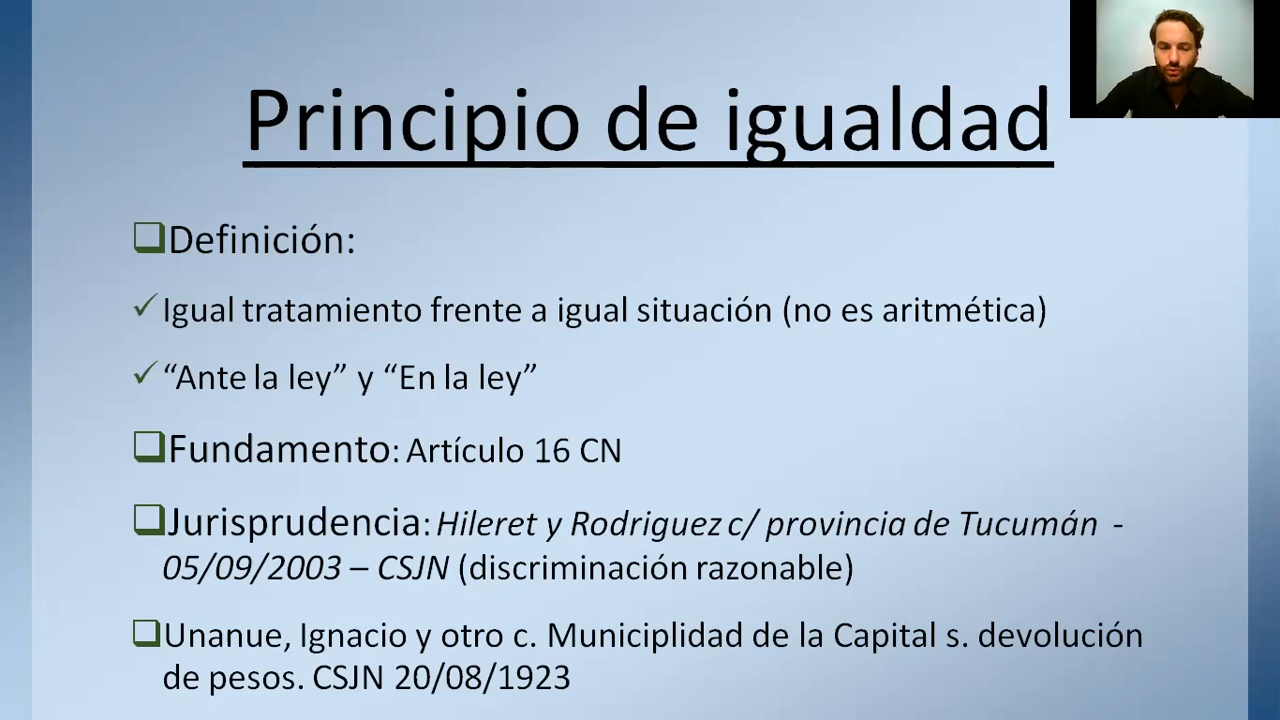 Principio de igualdad
Definición:
Igual tratamiento frente a igual situación (no es aritmética)
“Ante la ley” y “En la ley”
Fundamento: Artículo 16 CN
Jurisprudencia: Hileret y Rodriguez c/ provincia de Tucumán -
05/09/2003 – CSJN (discriminación razonable)
Unanue, Ignacio y otro c. Municiplidad de la Capital s. devolución
de pesos. CSJN 20/08/1923